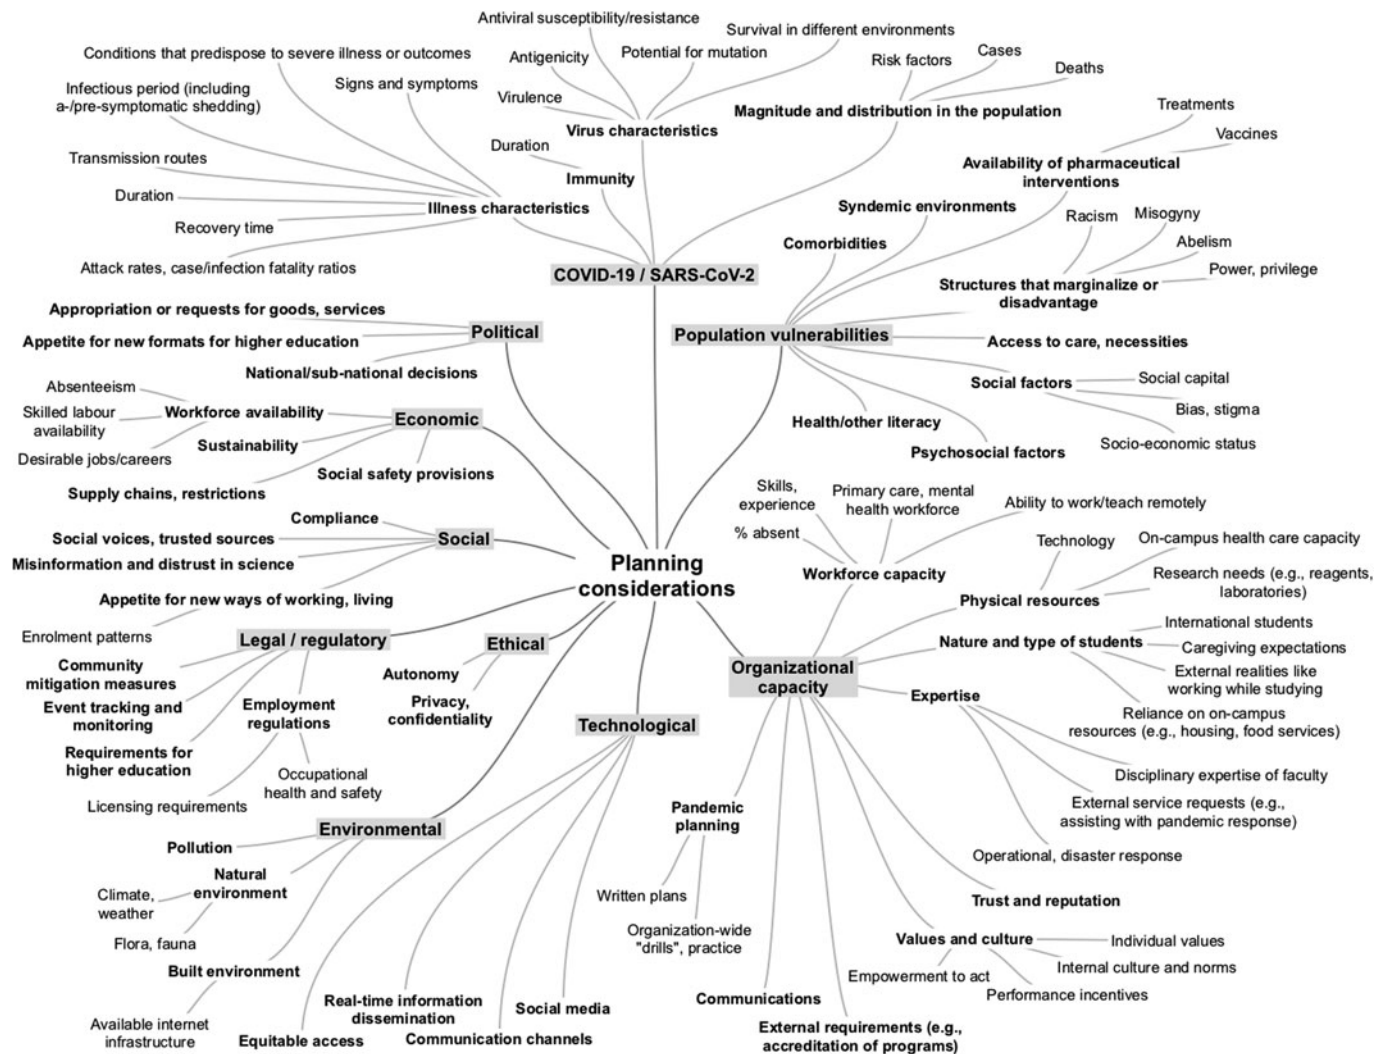 Antiviral susceptibility/resistance
Survival in different environments
Conditions that predispose to severe illness or outcomes
Potential for mutation
Cases
Antigenicity
Risk factors
Deaths
Infectious period (including
a-/pre-symptomatic shedding)
Signs and symptoms
Virulence
Magnitude and distribution in the population
Treatments
Virus characteristics
Vaccines
Duration
Transmission routes
Availability of pharmaceutical
interventions
Immunity
Duration
Illness characteristics
Syndemic environments
Racism
Misogyny
Recovery time
Comorbidities
Abelism
Attack rates, case/infection fatality ratios
COVID-19 / SARS-CoV-2
Power, privilege
Structures that marginalize or
disadvantage
Appropriation or requests for goods, services
Political
Population vulnerabilities
Appetite for new formats for higher education
Access to care, necessities
National/sub-national decisions
Social factors
Social capital
Absenteeism
Workforce availability
Economic
Bias, stigma
Skilled labour
availability
Health/other literacy
Sustainability
Socio-economic status
Psychosocial factors
Desirable jobs/careers
Social safety provisions
Supply chains, restrictions
Skills,
experience
Primary care, mental
health workforce
Ability to work/teach remotely
Compliance
% absent
Technology
On-campus health care capacity
Social voices, trusted sources
Social
Misinformation and distrust in science
Planning
considerations
Workforce capacity
Research needs (e.g., reagents,
laboratories)
Physical resources
Appetite for new ways of working, living
International students
Enrolment patterns
Legal / regulatory
Ethical
Nature and type of students
Caregiving expectations
Community
mitigation measures
Autonomy
Organizational
capacity
External realities like
working while studying
Expertise
Privacy,
confidentiality
Event tracking and
monitoring
Employment
regulations
Technological
Reliance on on-campus
resources (e.g., housing, food services)
Requirements for
higher education
Occupational
health and safety
Disciplinary expertise of faculty
Licensing requirements
Pandemic
planning
External service requests (e.g.,
assisting with pandemic response)
Environmental
Pollution
Operational, disaster response
Natural
environment
Climate,
weather
Written plans
Trust and reputation
Flora, fauna
Organization-wide
"drills", practice
Values and culture
Individual values
Built environment
Empowerment to act
Internal culture and norms
Real-time information
dissemination
Social media
Communications
Performance incentives
Available internet
infrastructure
Equitable access
Communication channels
External requirements (e.g.,
accreditation of programs)